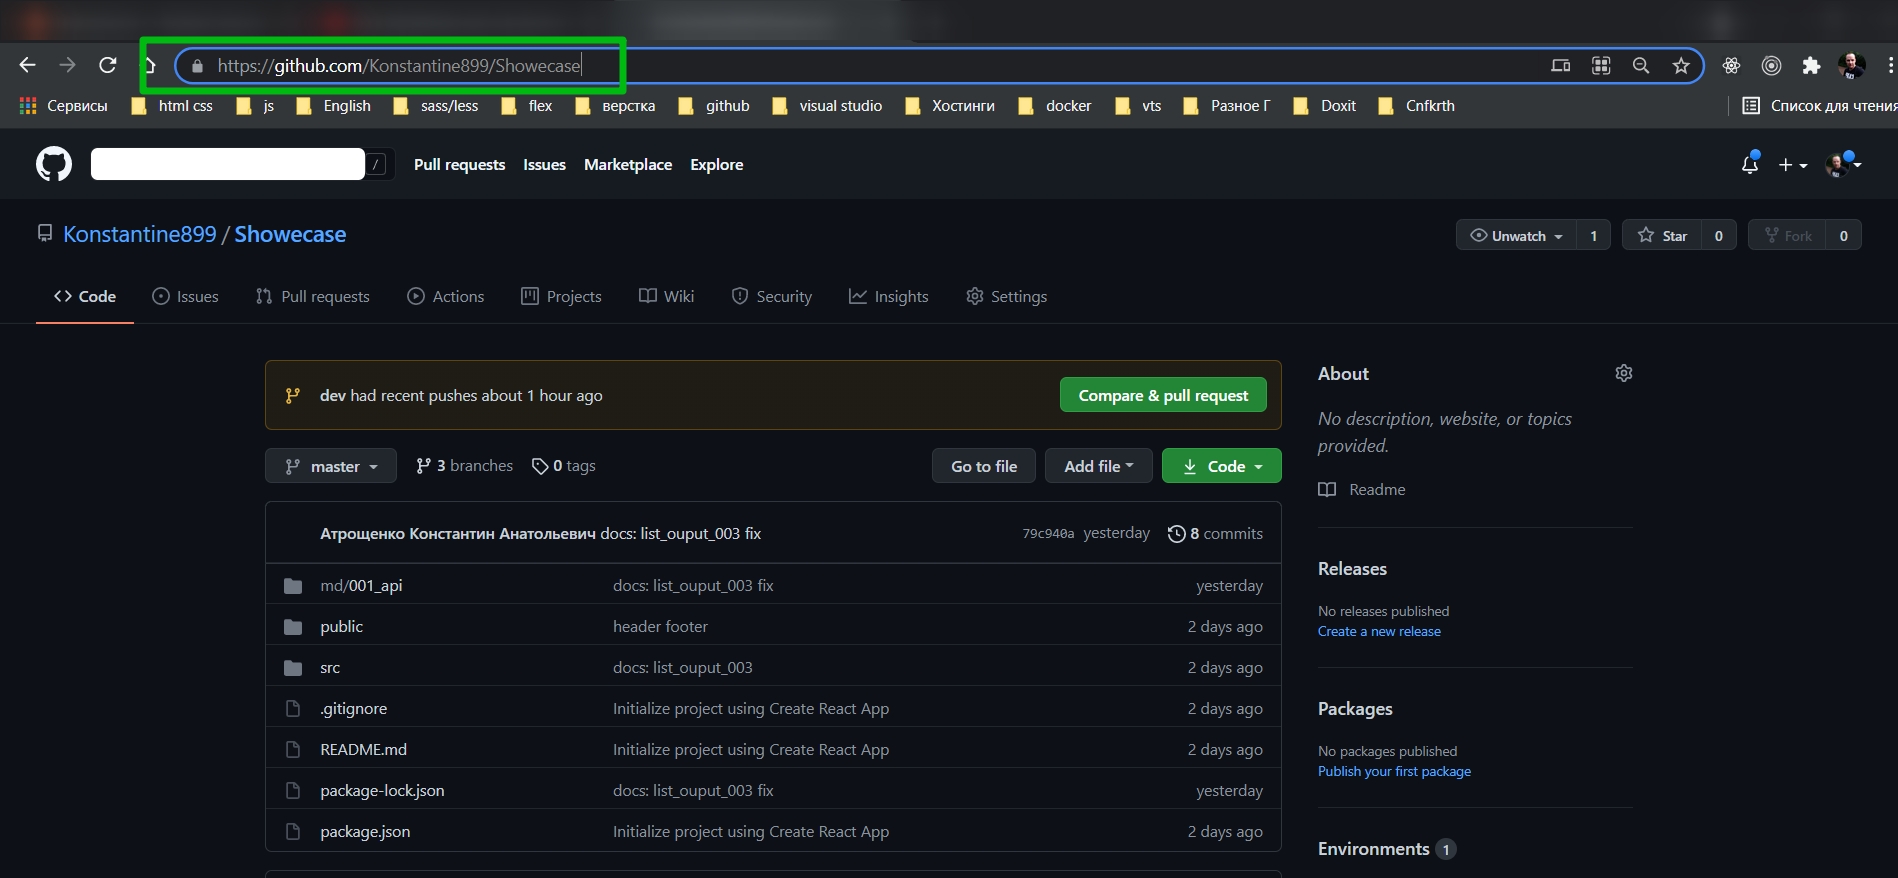 https://github.com/Konstantine899/Showecase
Сервисы html css js English sass/less flex верстка github visual studio Хостинги docker vts Разное Г Doxit Cnfkrth Список для чтения
/ Pull requests Issues Marketplace Explore
Konstantine899 / Showecase Unwatch 1 Star 0 Fork 0
Code Issues Pull requests Actions Projects Wiki Security Insights Settings
dev had recent pushes about 1 hour ago Compare & pull request
master 3 branches 0 tags Go to file Add file Code
Атрощенко Константин Анатольевич docs: list_ouput_003 fix 79c940a yesterday 8 commits
md/001_api docs: list_ouput_003 fix yesterday
public header footer 2 days ago
src docs: list_ouput_003 2 days ago
.gitignore Initialize project using Create React App 2 days ago
README.md Initialize project using Create React App 2 days ago
package-lock.json docs: list_ouput_003 fix yesterday
package.json Initialize project using Create React App 2 days ago
About
No description, website, or topics
provided.
Readme
Releases
No releases published
Create a new release
Packages
No packages published
Publish your first package
Environments 1